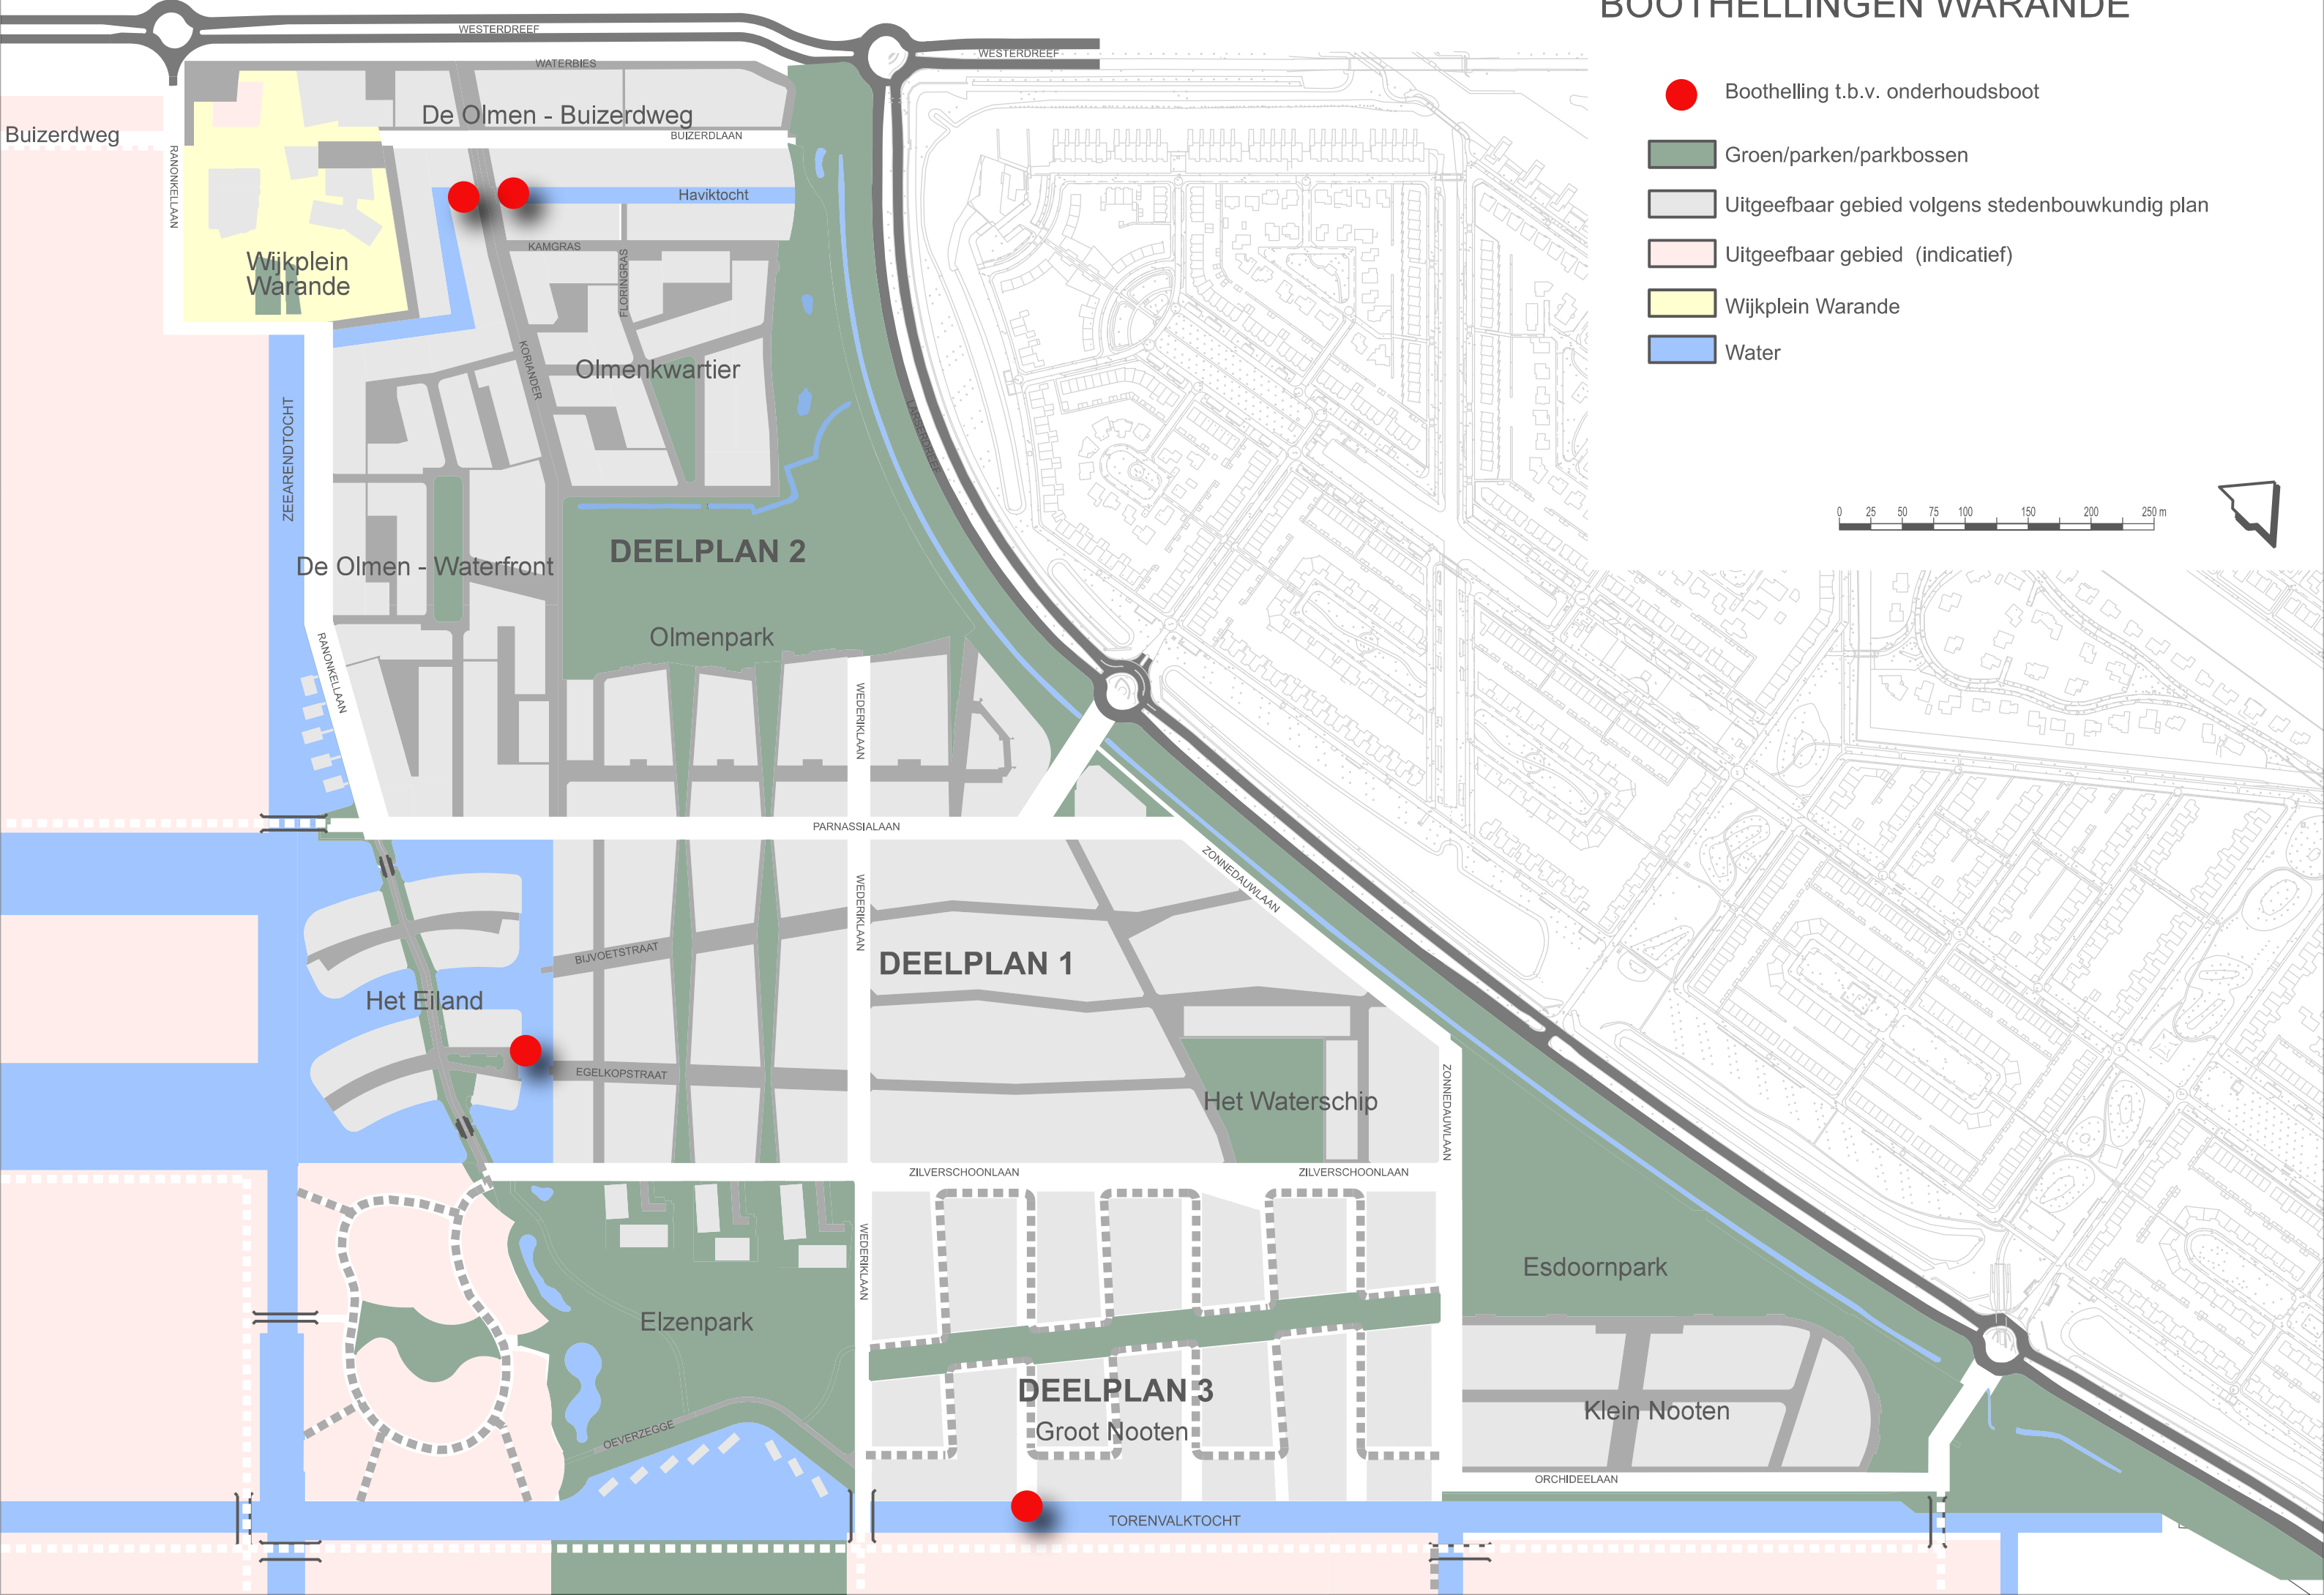 BOOTHELLINGEN WARANDE
Boothelling t.b.v. onderhoudsboot
Groen/parken/parkbossen
Uitgeefbaar gebied volgens stedenbouwkundig plan
Uitgeefbaar gebied (indicatief)
Wijkplein Warande
Water
0 25 50 75 100 150 200 250 m
WESTERDREEF
WESTERDREEF
WATERBIES
De Olmen - Buizerdweg
Buizerdweg
BUIZERDLAAN
RANONKELLAAN
Haviktocht
KAMGRAS
FLORINGRAS
Wijkplein
Warande
KORIANDER
Olmenkwartier
LARSERDREEF
ZEEARENDTOCHT
DEELPLAN 2
De Olmen - Waterfront
Olmenpark
RANONKELLAAN
WEDERIKLAAN
PARNASSIALAAN
ZONNEDAUWLAAN
WEDERIKLAAN
BIJVOETSTRAAT
DEELPLAN 1
Het Eiland
EGELKOPSTRAAT
Het Waterschip
ZONNEDAUWLAAN
ZILVERSCHOONLAAN
ZILVERSCHOONLAAN
WEDERIKLAAN
Esdoornpark
Elzenpark
DEELPLAN 3
Groot Nooten
Klein Nooten
OEVERZEGGE
ORCHIDEELAAN
TORENVALKTOCHT